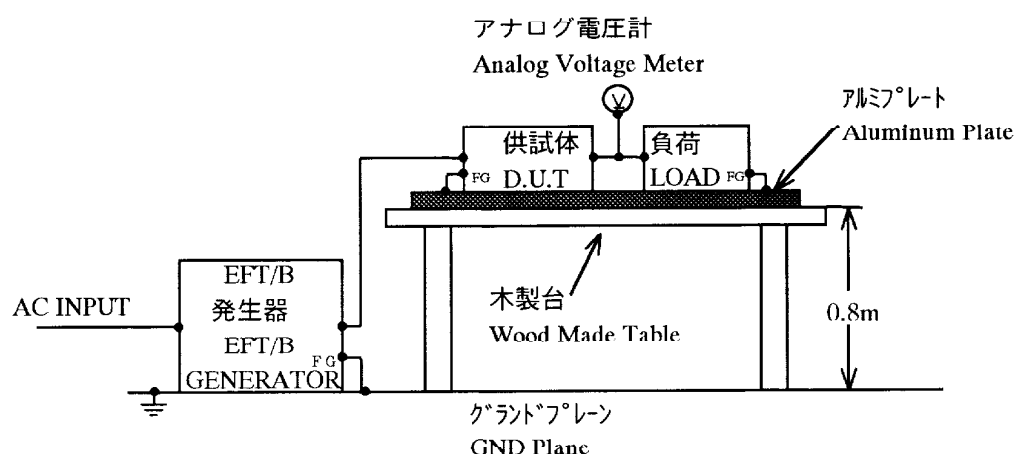 アナログ電圧計
Analog Voltage Meter
V
アルミプレート
Aluminum Plate
供試体
D.U.T
FG
負荷
LOAD
FG
EFT/B
発生器
EFT/B
FG
GENERATOR
AC INPUT
木製台
Wood Made Table
0.8m
グランドプレーン
GND Plane